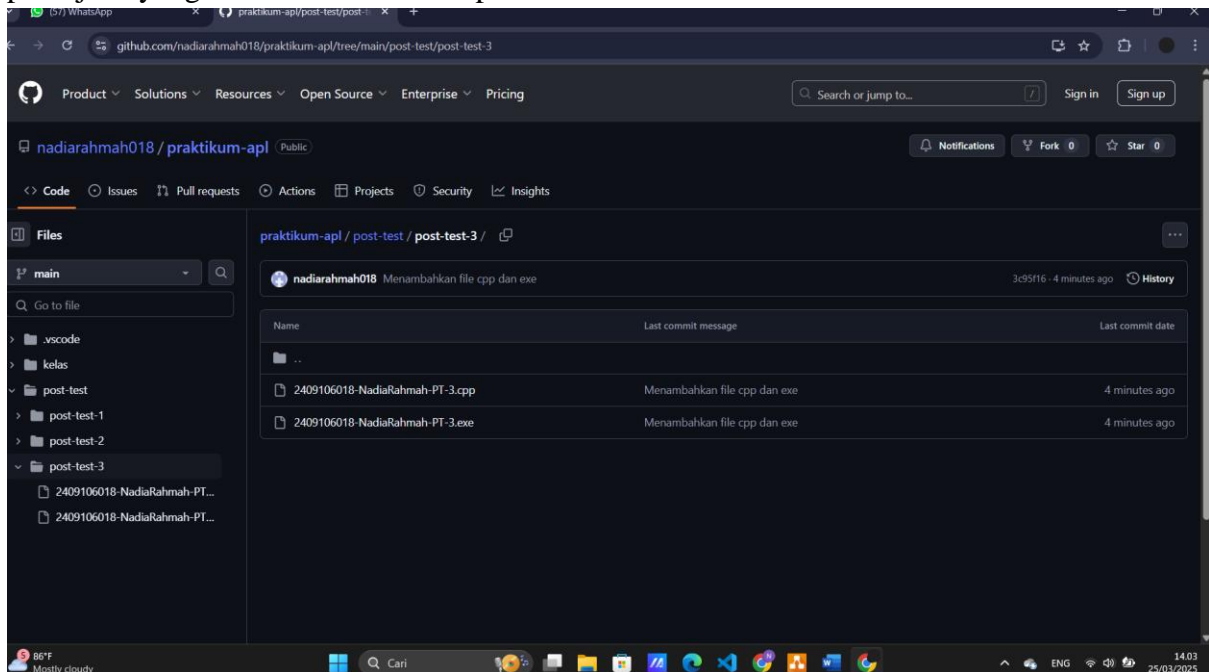 (57) WhatsApp
praktikum-apl/post-test/post-t
github.com/nadiarahmah018/praktikum-apl/tree/main/post-test/post-test-3
Product Solutions Resources Open Source Enterprise Pricing Search or jump to... / Sign in Sign up
nadiarahmah018 / praktikum-apl Public Notifications Fork 0 Star 0
Code Issues Pull requests Actions Projects Security Insights
Files
main
Go to file
.vscode
kelas
post-test
post-test-1
post-test-2
post-test-3
2409106018-NadiaRahmah-PT...
2409106018-NadiaRahmah-PT...
praktikum-apl / post-test / post-test-3 /
nadiarahmah018 Menambahkan file cpp dan exe 3c95f16 · 4 minutes ago History
Name Last commit message Last commit date
..
2409106018-NadiaRahmah-PT-3.cpp Menambahkan file cpp dan exe 4 minutes ago
2409106018-NadiaRahmah-PT-3.exe Menambahkan file cpp dan exe 4 minutes ago
5 86°F
Mostly cloudy
Cari
ENG
14.03
25/03/2025